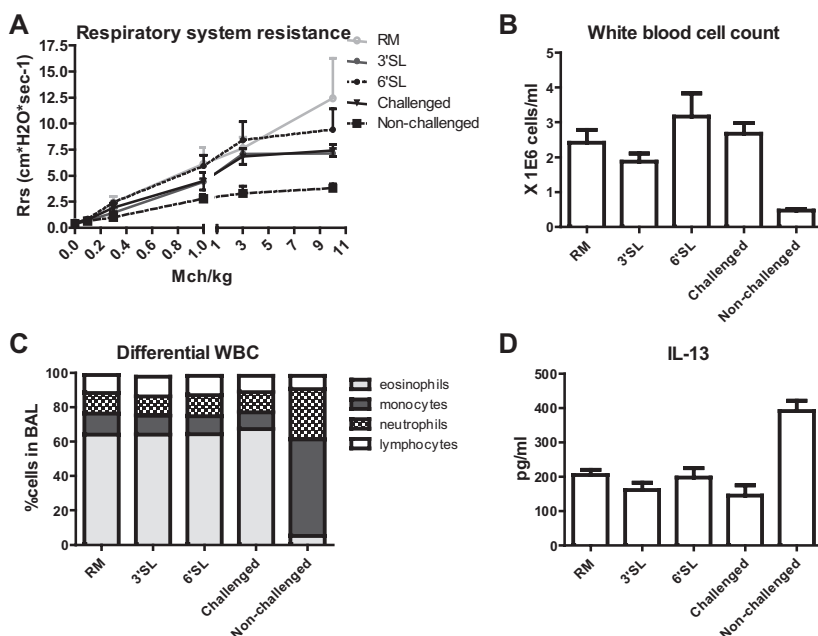 A
Respiratory system resistance
Rrs (cm*H2O*sec-1)
17.5
15.0
12.5
10.0
7.5
5.0
2.5
0.0
0.0
0.2
0.4
0.6
0.8
1.0
1
3
5
7
9
11
Mch/kg
RM
3'SL
6'SL
Challenged
Non-challenged
B
White blood cell count
X 1E6 cells/ml
5
4
3
2
1
0
RM
3'SL
6'SL
Challenged
Non-challenged
C
Differential WBC
%cells in BAL
100
80
60
40
20
0
RM
3'SL
6'SL
Challenged
Non-challenged
eosinophils
monocytes
neutrophils
lymphocytes
D
IL-13
pg/ml
500
400
300
200
100
0
RM
3'SL
6'SL
Challenged
Non-challenged